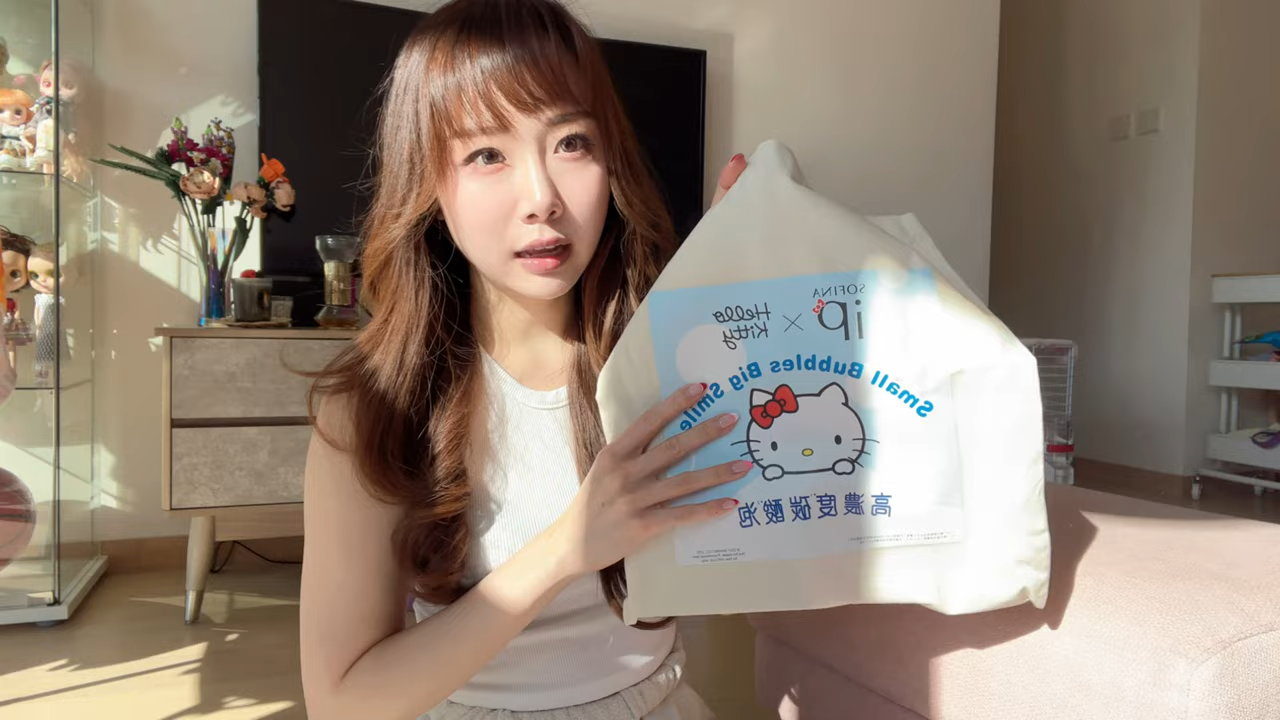 SOFINA
iP × Hello Kitty
Small Bubbles Big Smile
高濃度碳酸泡